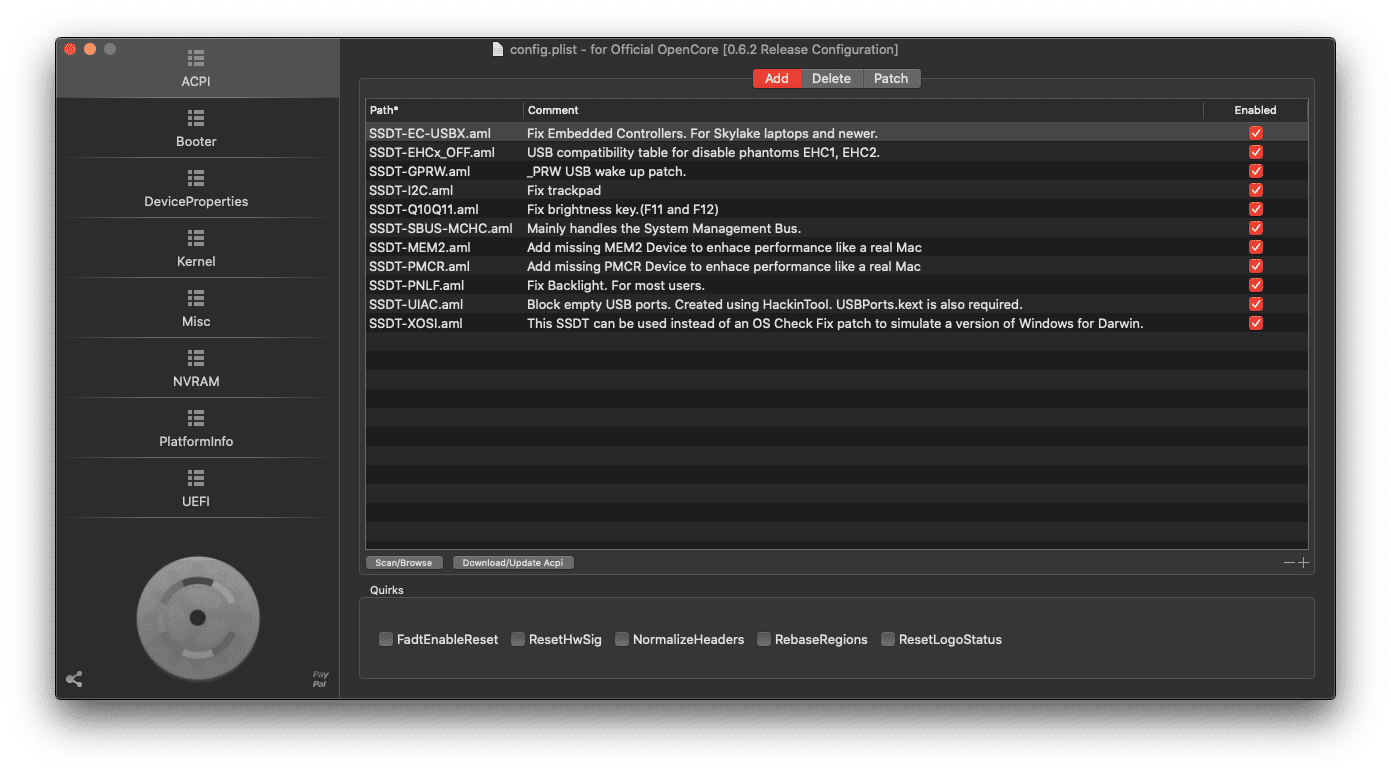 config.plist - for Official OpenCore [0.6.2 Release Configuration]
ACPI
Booter
DeviceProperties
Kernel
Misc
NVRAM
PlatformInfo
UEFI
Pay
Pal
Add Delete Patch
Path* Comment Enabled
SSDT-EC-USBX.aml Fix Embedded Controllers. For Skylake laptops and newer.
SSDT-EHCx_OFF.aml USB compatibility table for disable phantoms EHC1, EHC2.
SSDT-GPRW.aml _PRW USB wake up patch.
SSDT-I2C.aml Fix trackpad
SSDT-Q10Q11.aml Fix brightness key.(F11 and F12)
SSDT-SBUS-MCHC.aml Mainly handles the System Management Bus.
SSDT-MEM2.aml Add missing MEM2 Device to enhace performance like a real Mac
SSDT-PMCR.aml Add missing PMCR Device to enhace performance like a real Mac
SSDT-PNLF.aml Fix Backlight. For most users.
SSDT-UIAC.aml Block empty USB ports. Created using HackinTool. USBPorts.kext is also required.
SSDT-XOSI.aml This SSDT can be used instead of an OS Check Fix patch to simulate a version of Windows for Darwin.
Scan/Browse Download/Update Acpi
Quirks
FadtEnableReset ResetHwSig NormalizeHeaders RebaseRegions ResetLogoStatus